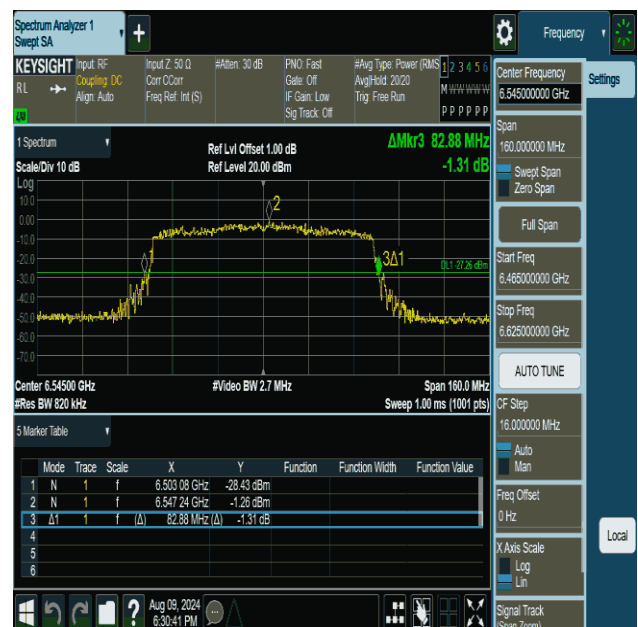 Spectrum Analyzer 1
Swept SA
Frequency
KEYSIGHT
RL
Input: RF
Coupling: DC
Align: Auto
Input Z: 50 Ω
Corr CCorr
Freq Ref: Int (S)
#Atten: 30 dB
PNO: Fast
Gate: Off
IF Gain: Low
Sig Track: Off
#Avg Type: Power (RMS
Avg|Hold: 20/20
Trig: Free Run
1 2 3 4 5 6
M W W W W W
P P P P P P
1 Spectrum
Scale/Div 10 dB
Ref Lvl Offset 1.00 dB
Ref Level 20.00 dBm
ΔMkr3 82.88 MHz
-1.31 dB
Log
10.0
0.00
-10.0
-20.0
-30.0
-40.0
-50.0
-60.0
-70.0
2
3Δ1
DL1 -27.26 dBm
Center 6.54500 GHz
#Res BW 820 kHz
#Video BW 2.7 MHz
Span 160.0 MHz
Sweep 1.00 ms (1001 pts)
5 Marker Table
Mode Trace Scale X Y Function Function Width Function Value
1 N 1 f 6.503 08 GHz -28.43 dBm
2 N 1 f 6.547 24 GHz -1.26 dBm
3 Δ1 1 f (Δ) 82.88 MHz (Δ) -1.31 dB
4
5
6
Aug 09, 2024
6:30:41 PM
Center Frequency
6.545000000 GHz
Settings
Span
160.000000 MHz
Swept Span
Zero Span
Full Span
Start Freq
6.465000000 GHz
Stop Freq
6.625000000 GHz
AUTO TUNE
CF Step
16.000000 MHz
Auto
Man
Freq Offset
0 Hz
X Axis Scale
Log
Lin
Local
Signal Track
(Span Zoom)